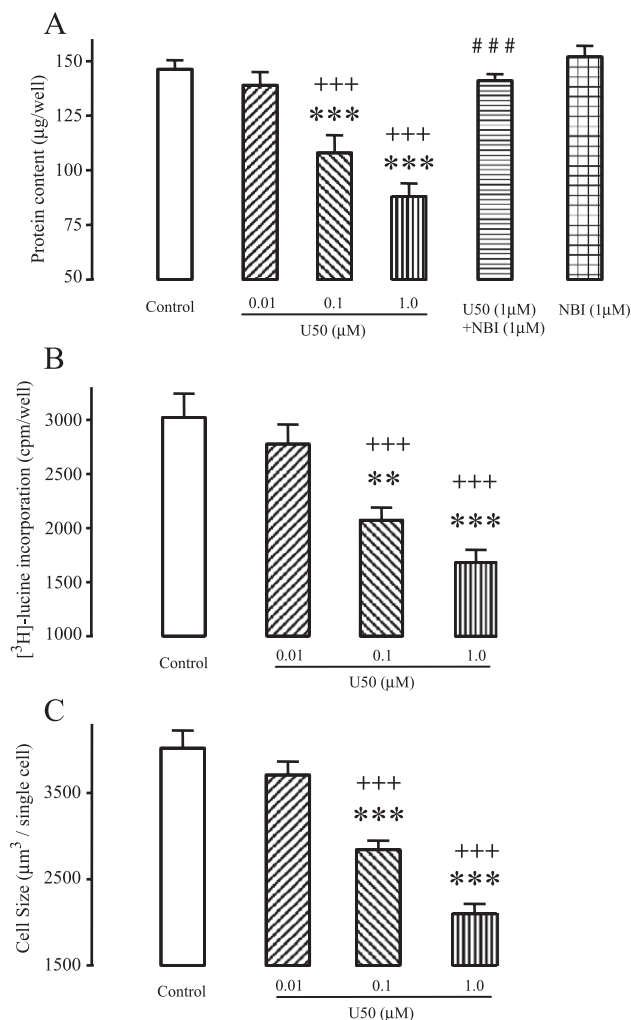 A
Protein content (μg/well)
150
125
100
75
50
+++
***
+++
***
# # #
Control
0.01
0.1
1.0
U50 (μM)
U50 (1μM)
+NBI (1μM)
NBI (1μM)
B
[³H]-lucine incorporation (cpm/well)
3000
2500
2000
1500
1000
+++
**
+++
***
Control
0.01
0.1
1.0
U50 (μM)
C
Cell Size (μm³ / single cell)
3500
2500
1500
+++
***
+++
***
Control
0.01
0.1
1.0
U50 (μM)